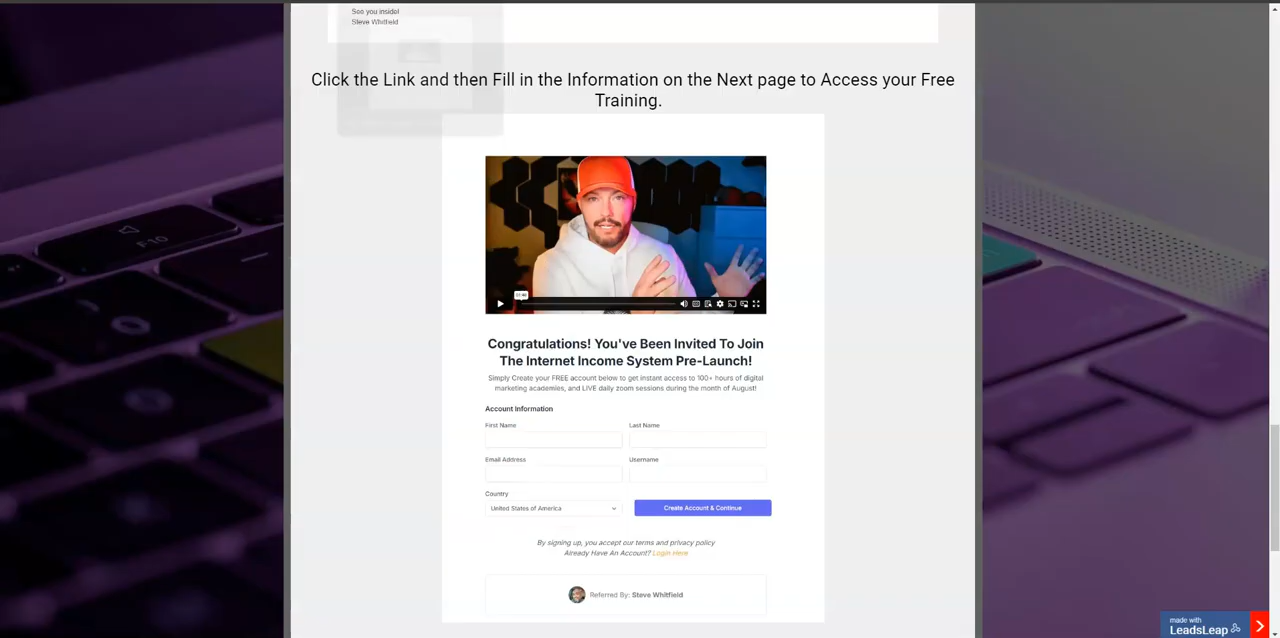 See you inside!
Steve Whitfield
Click the Link and then Fill in the Information on the Next page to Access your Free
Training.
Congratulations! You've Been Invited To Join
The Internet Income System Pre-Launch!
Simply Create your FREE account below to get instant access to 100+ hours of digital
marketing academies, and LIVE daily zoom sessions during the month of August!
Account Information
First Name
Last Name
Email Address
Username
Country
United States of America
Create Account & Continue
By signing up, you accept our terms and privacy policy
Already Have An Account? Login Here
Referred By: Steve Whitfield
F10
made with
LeadsLeap